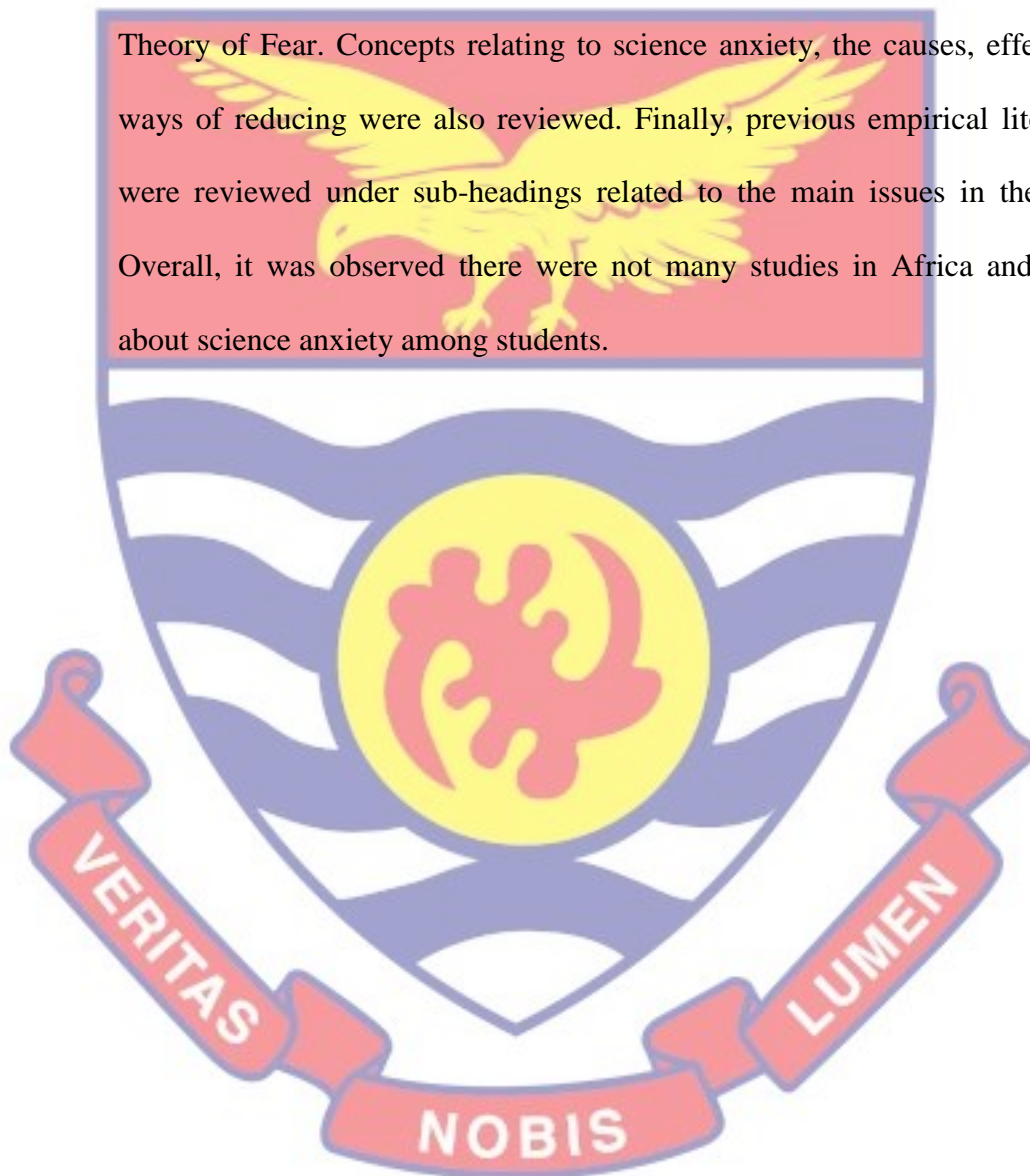 Theory of Fear. Concepts relating to science anxiety, the causes, effe
ways of reducing were also reviewed. Finally, previous empirical lite
were reviewed under sub-headings related to the main issues in the
Overall, it was observed there were not many studies in Africa and
about science anxiety among students.
VERITAS
NOBIS
LUMEN